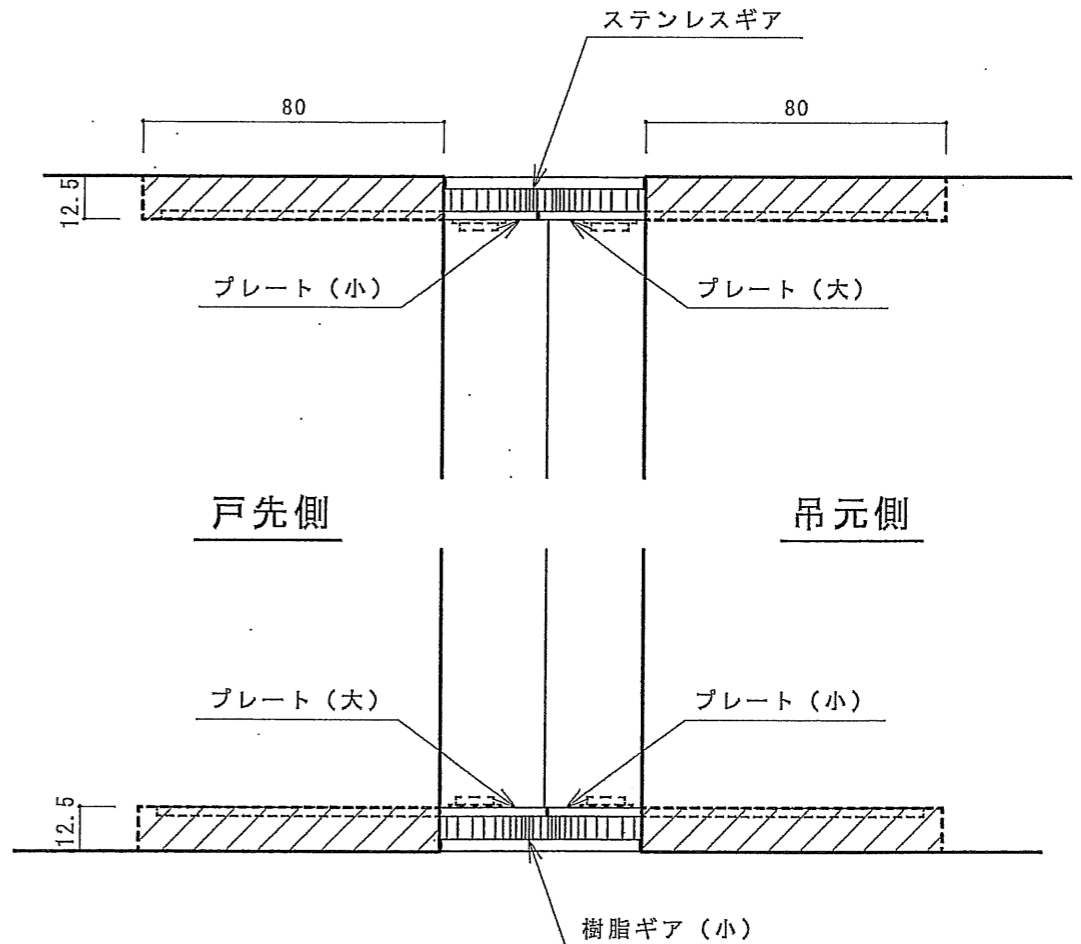 ステンレスギア
80
80
12.5
プレート（小）
プレート（大）
戸先側
吊元側
プレート（大）
プレート（小）
12.5
樹脂ギア（小）